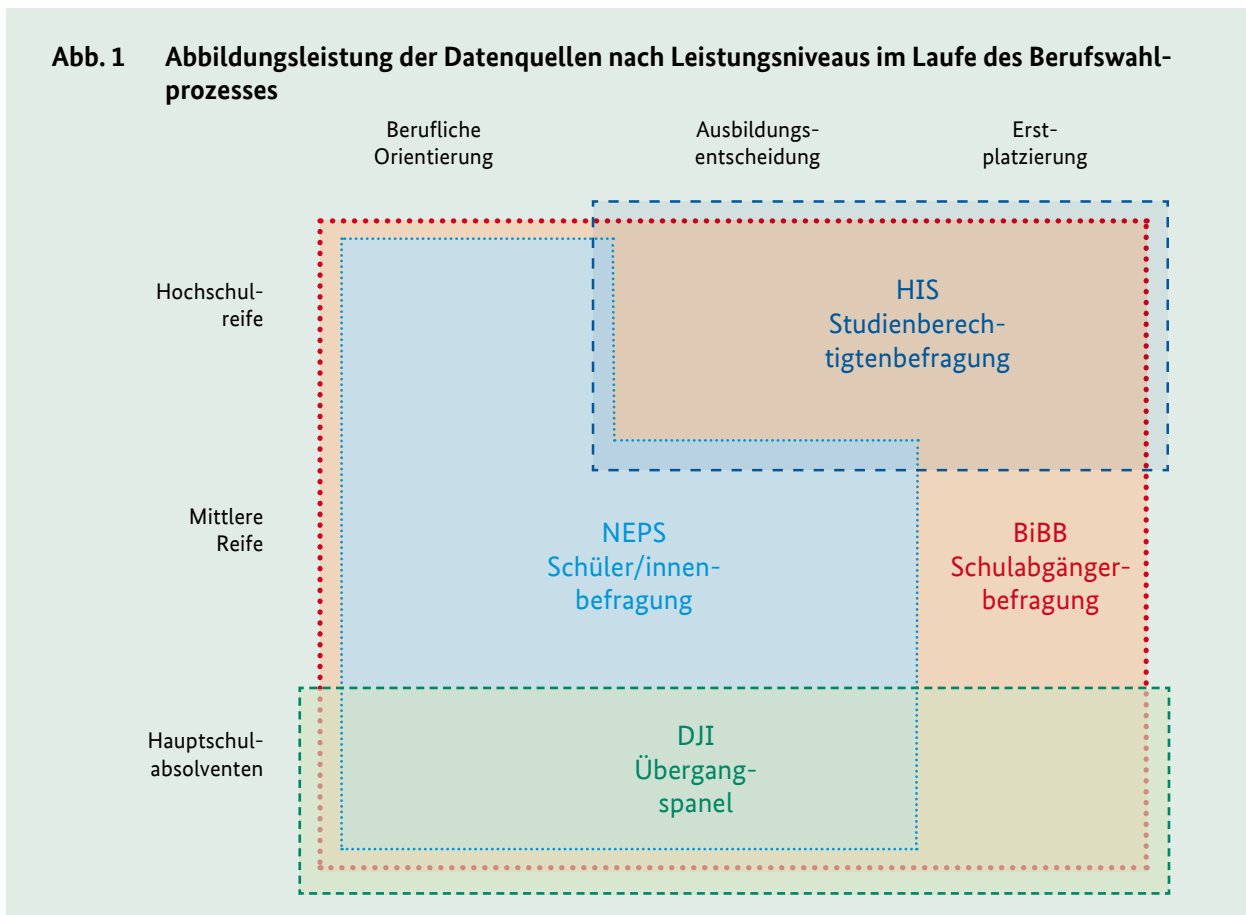 Abb. 1 Abbildungsleistung der Datenquellen nach Leistungsniveaus im Laufe des Berufswahl-
prozesses
Berufliche
Orientierung
Ausbildungs-
entscheidung
Erst-
platzierung
Hochschul-
reife
HIS
Studienberech-
tigtenbefragung
Mittlere
Reife
NEPS
Schüler/innen-
befragung
BiBB
Schulabgänger-
befragung
Hauptschul-
absolventen
DJI
Übergang-
spanel